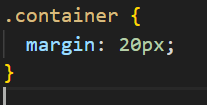 .container {
  margin: 20px;
}